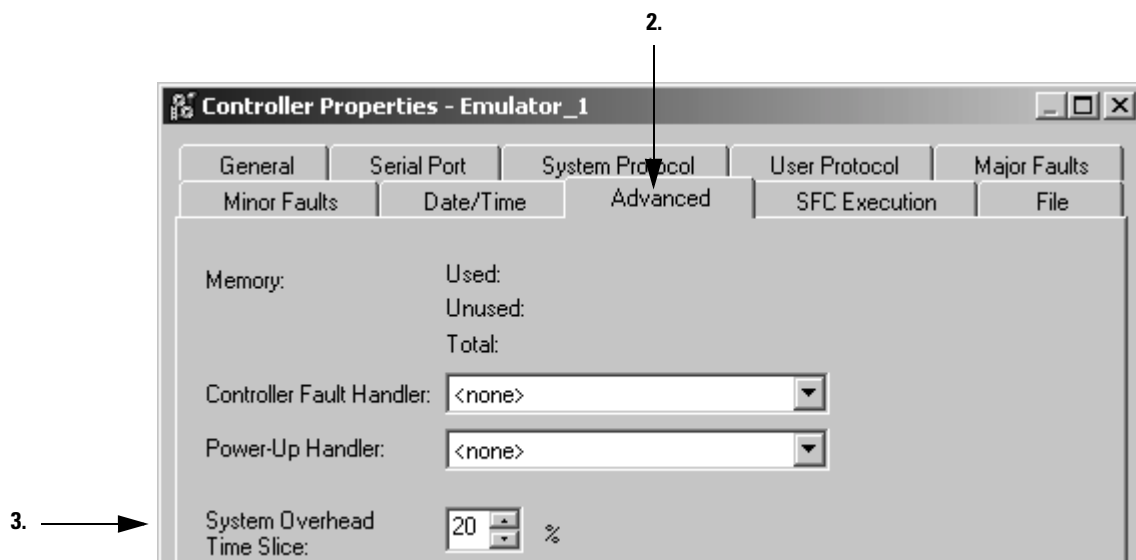 2.
Controller Properties - Emulator_1
General Serial Port System Protocol User Protocol Major Faults
Minor Faults Date/Time Advanced SFC Execution File
Memory: Used:
Unused:
Total:
Controller Fault Handler: <none>
Power-Up Handler: <none>
3. System Overhead
Time Slice: 20 %